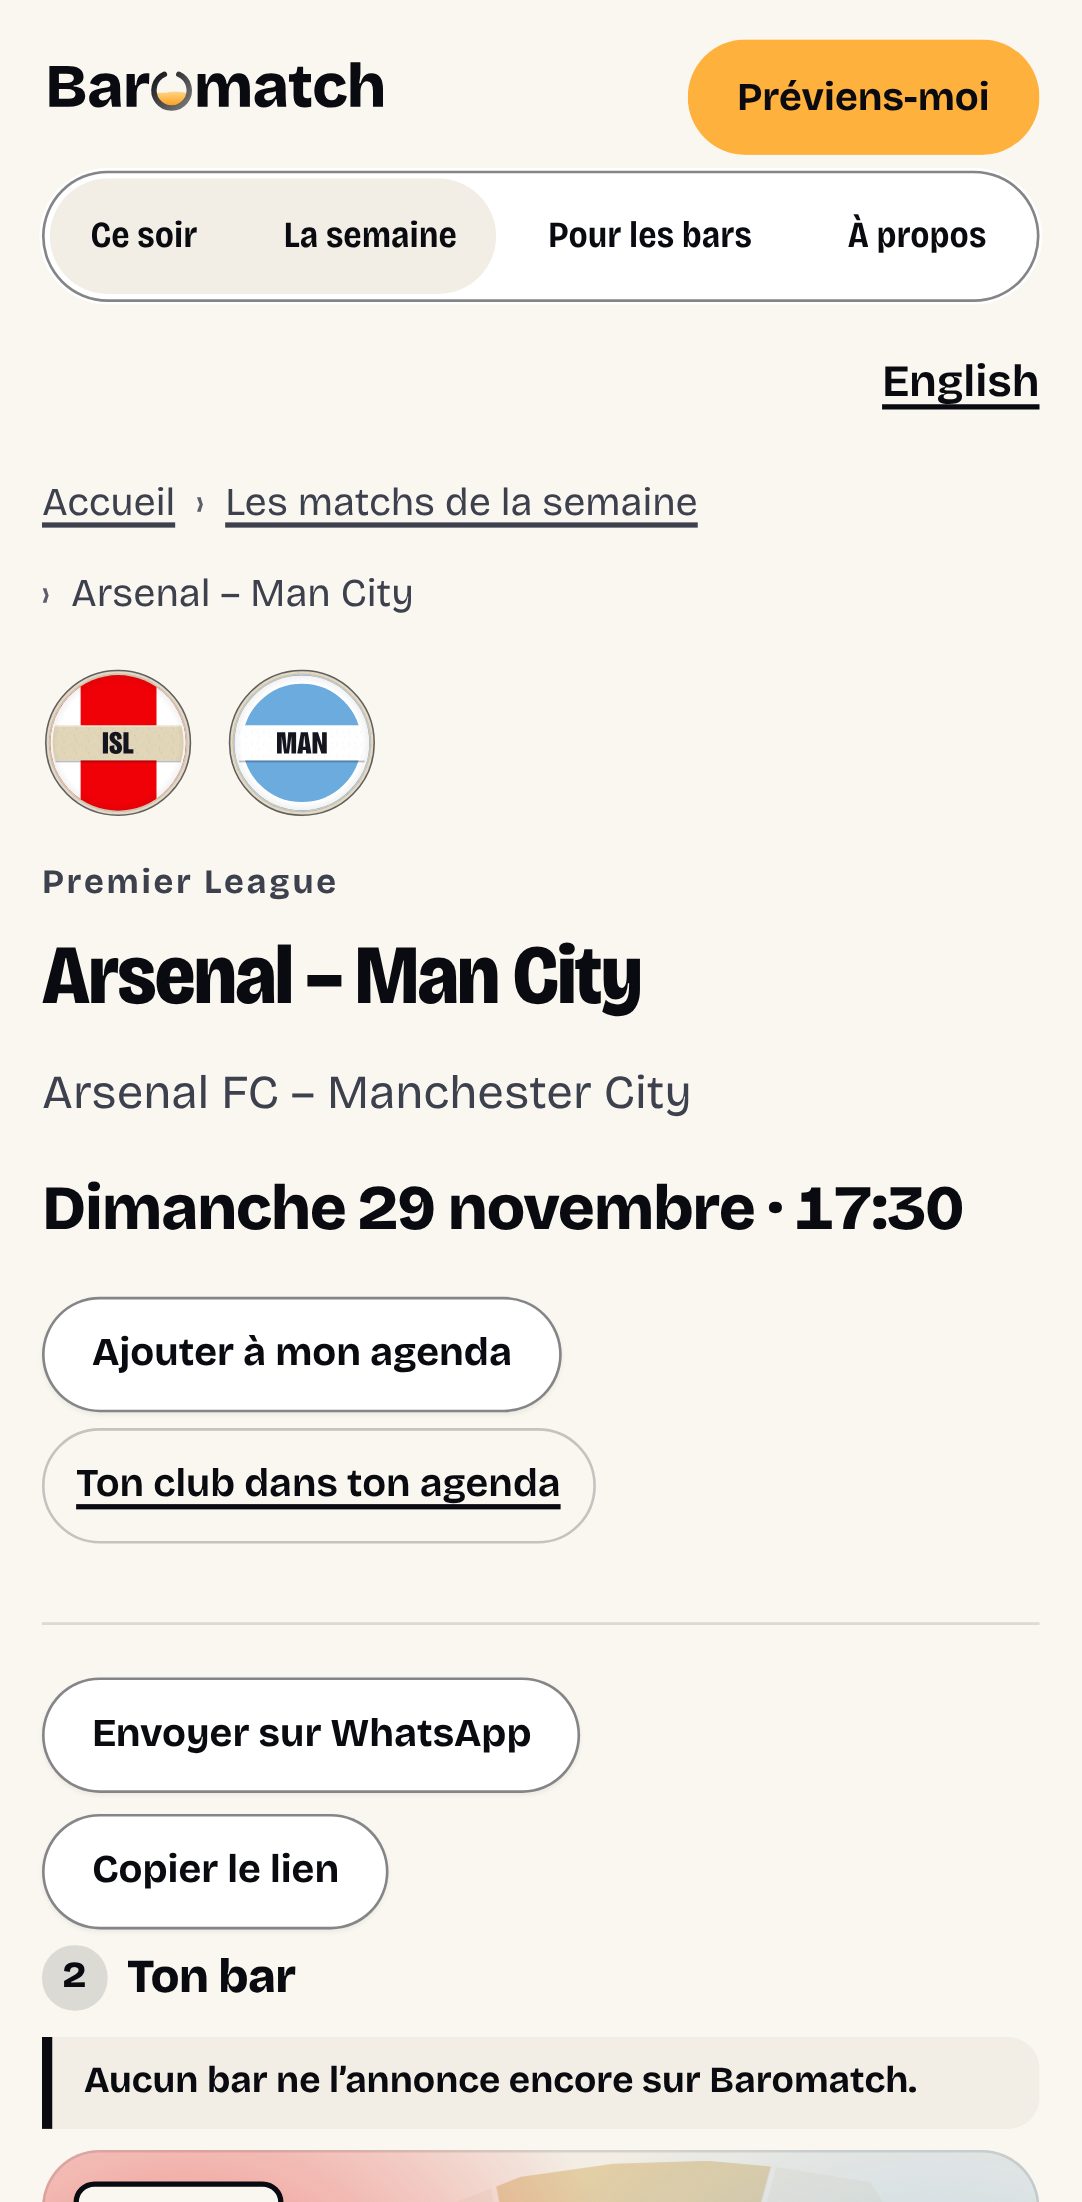 Baromatch
Préviens-moi
Ce soir
La semaine
Pour les bars
À propos
English
Accueil › Les matchs de la semaine
› Arsenal – Man City
ISL
MAN
Premier League
Arsenal – Man City
Arsenal FC – Manchester City
Dimanche 29 novembre · 17:30
Ajouter à mon agenda
Ton club dans ton agenda
Envoyer sur WhatsApp
Copier le lien
2 Ton bar
Aucun bar ne l’annonce encore sur Baromatch.